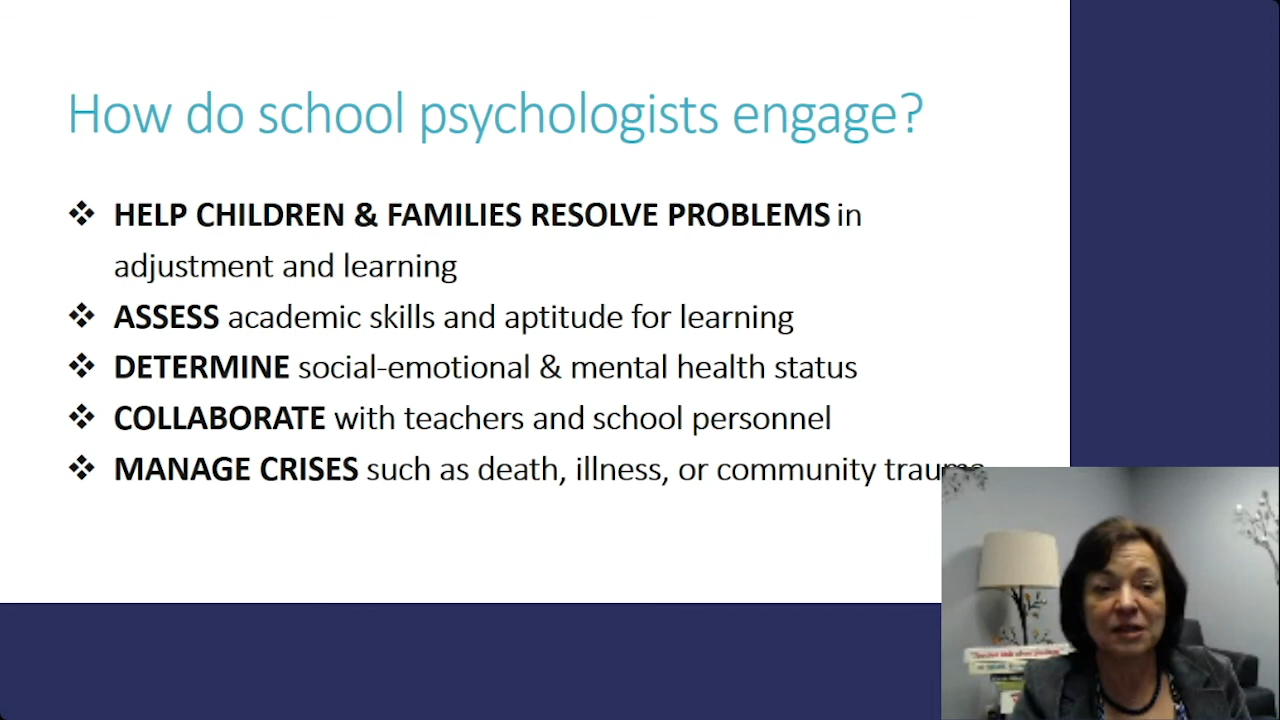 How do school psychologists engage?
❖ HELP CHILDREN & FAMILIES RESOLVE PROBLEMS in
adjustment and learning
❖ ASSESS academic skills and aptitude for learning
❖ DETERMINE social-emotional & mental health status
❖ COLLABORATE with teachers and school personnel
❖ MANAGE CRISES such as death, illness, or community trauma